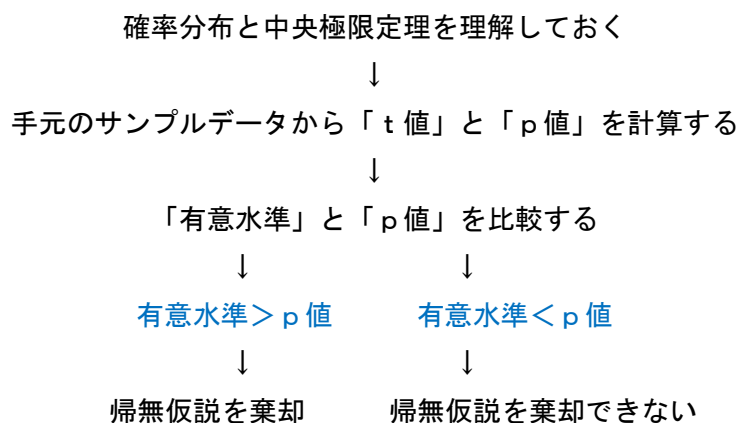 確率分布と中央極限定理を理解しておく
↓
手元のサンプルデータから「ｔ値」と「ｐ値」を計算する
↓
「有意水準」と「ｐ値」を比較する
↓ ↓
有意水準＞ｐ値 有意水準＜ｐ値
↓ ↓
帰無仮説を棄却 帰無仮説を棄却できない